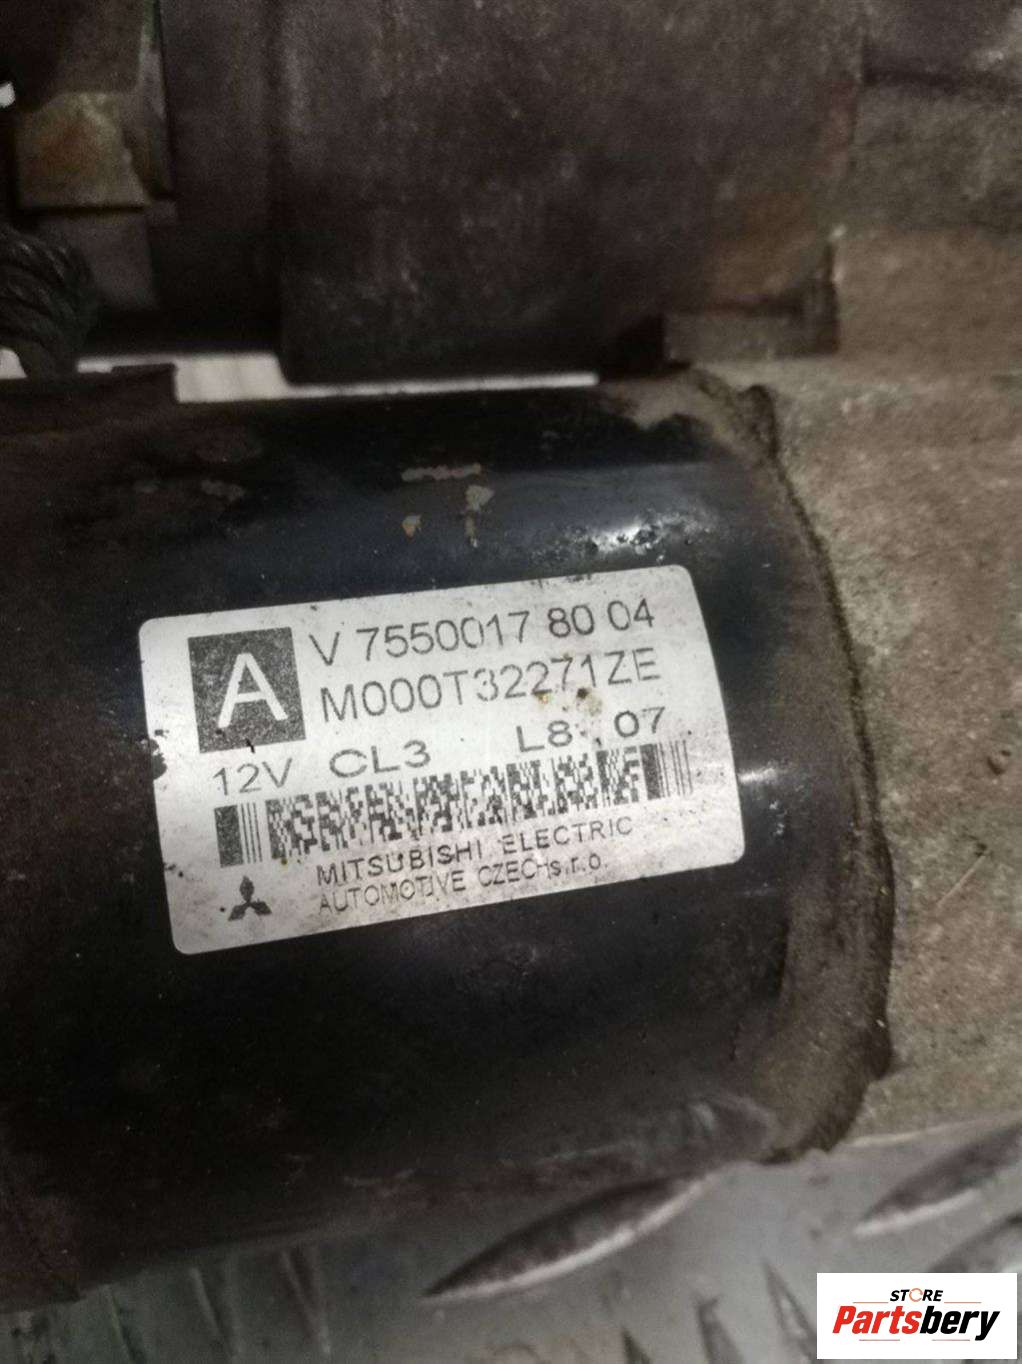 A
V 7550017 80 04
M000T32271ZE
12V CL3 L8 07
MITSUBISHI ELECTRIC
AUTOMOTIVE CZECH s.r.o.
STORE
Partsbery